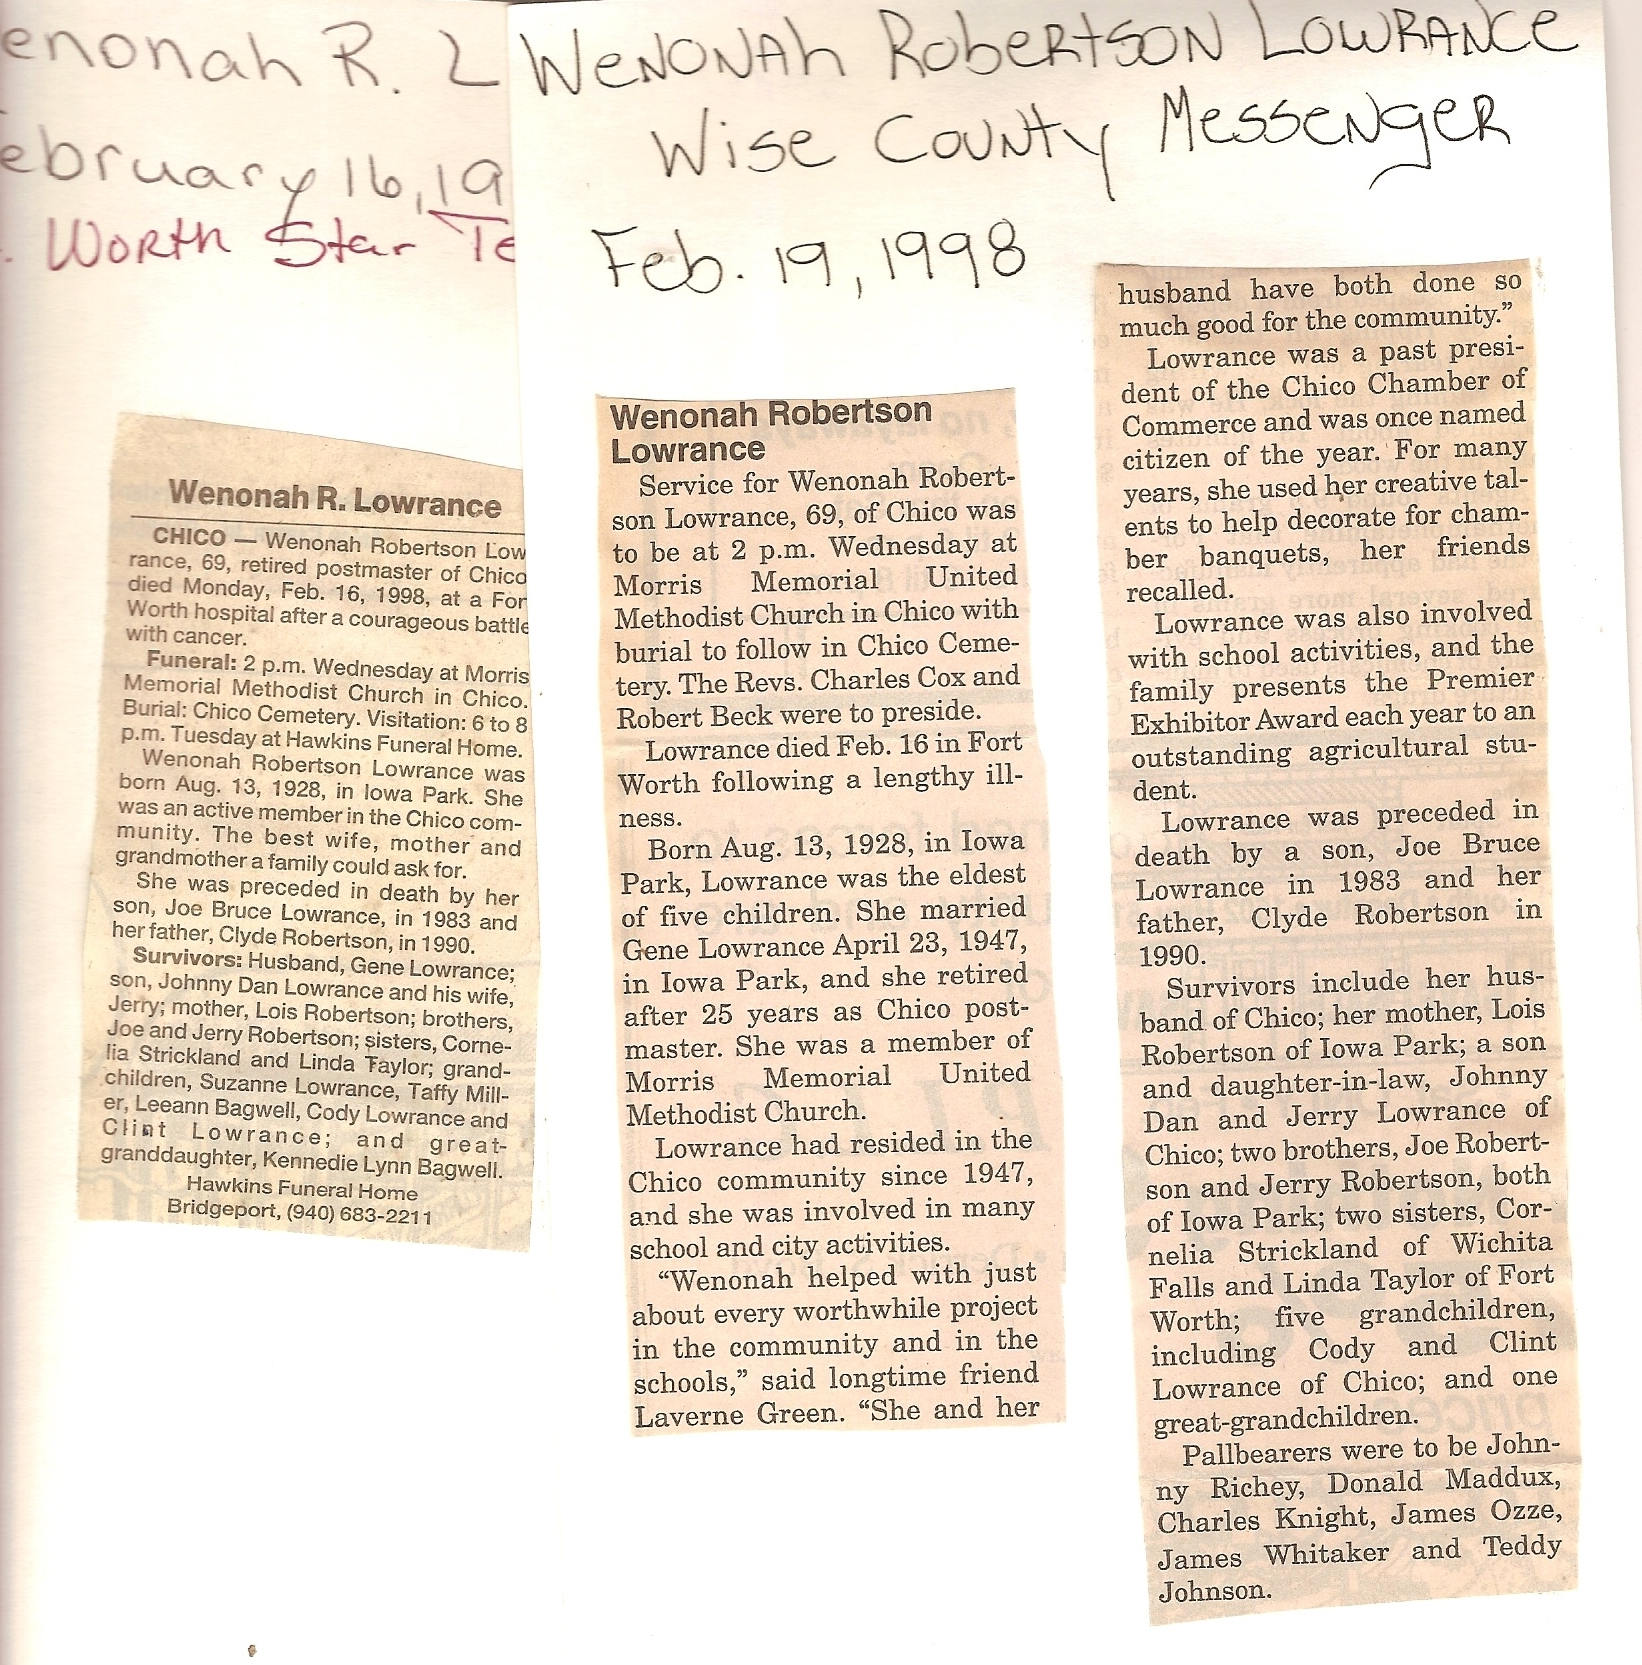 enonah R. L
ebruary 16, 19
. Worth Star Te
Wenonah R. Lowrance
CHICO — Wenonah Robertson Low
rance, 69, retired postmaster of Chico
died Monday, Feb. 16, 1998, at a For
Worth hospital after a courageous battle
with cancer.
Funeral: 2 p.m. Wednesday at Morris
Memorial Methodist Church in Chico.
Burial: Chico Cemetery. Visitation: 6 to 8
p.m. Tuesday at Hawkins Funeral Home.
Wenonah Robertson Lowrance was
born Aug. 13, 1928, in Iowa Park. She
was an active member in the Chico com-
munity. The best wife, mother and
grandmother a family could ask for.
She was preceded in death by her
son, Joe Bruce Lowrance, in 1983 and
her father, Clyde Robertson, in 1990.
Survivors: Husband, Gene Lowrance;
son, Johnny Dan Lowrance and his wife,
Jerry; mother, Lois Robertson; brothers,
Joe and Jerry Robertson; sisters, Corne-
lia Strickland and Linda Taylor; grand-
children, Suzanne Lowrance, Taffy Mill-
er, Leeann Bagwell, Cody Lowrance and
Clint Lowrance; and great-
granddaughter, Kennedie Lynn Bagwell.
Hawkins Funeral Home
Bridgeport, (940) 683-2211
Wenonah Robertson Lowrance
Wise County Messenger
Feb. 19, 1998
Wenonah Robertson
Lowrance
Service for Wenonah Robert-
son Lowrance, 69, of Chico was
to be at 2 p.m. Wednesday at
Morris Memorial United
Methodist Church in Chico with
burial to follow in Chico Ceme-
tery. The Revs. Charles Cox and
Robert Beck were to preside.
Lowrance died Feb. 16 in Fort
Worth following a lengthy ill-
ness.
Born Aug. 13, 1928, in Iowa
Park, Lowrance was the eldest
of five children. She married
Gene Lowrance April 23, 1947,
in Iowa Park, and she retired
after 25 years as Chico post-
master. She was a member of
Morris Memorial United
Methodist Church.
Lowrance had resided in the
Chico community since 1947,
and she was involved in many
school and city activities.
“Wenonah helped with just
about every worthwhile project
in the community and in the
schools,” said longtime friend
Laverne Green. “She and her
husband have both done so
much good for the community.”
Lowrance was a past presi-
dent of the Chico Chamber of
Commerce and was once named
citizen of the year. For many
years, she used her creative tal-
ents to help decorate for cham-
ber banquets, her friends
recalled.
Lowrance was also involved
with school activities, and the
family presents the Premier
Exhibitor Award each year to an
outstanding agricultural stu-
dent.
Lowrance was preceded in
death by a son, Joe Bruce
Lowrance in 1983 and her
father, Clyde Robertson in
1990.
Survivors include her hus-
band of Chico; her mother, Lois
Robertson of Iowa Park; a son
and daughter-in-law, Johnny
Dan and Jerry Lowrance of
Chico; two brothers, Joe Robert-
son and Jerry Robertson, both
of Iowa Park; two sisters, Cor-
nelia Strickland of Wichita
Falls and Linda Taylor of Fort
Worth; five grandchildren,
including Cody and Clint
Lowrance of Chico; and one
great-grandchildren.
Pallbearers were to be John-
ny Richey, Donald Maddux,
Charles Knight, James Ozze,
James Whitaker and Teddy
Johnson.